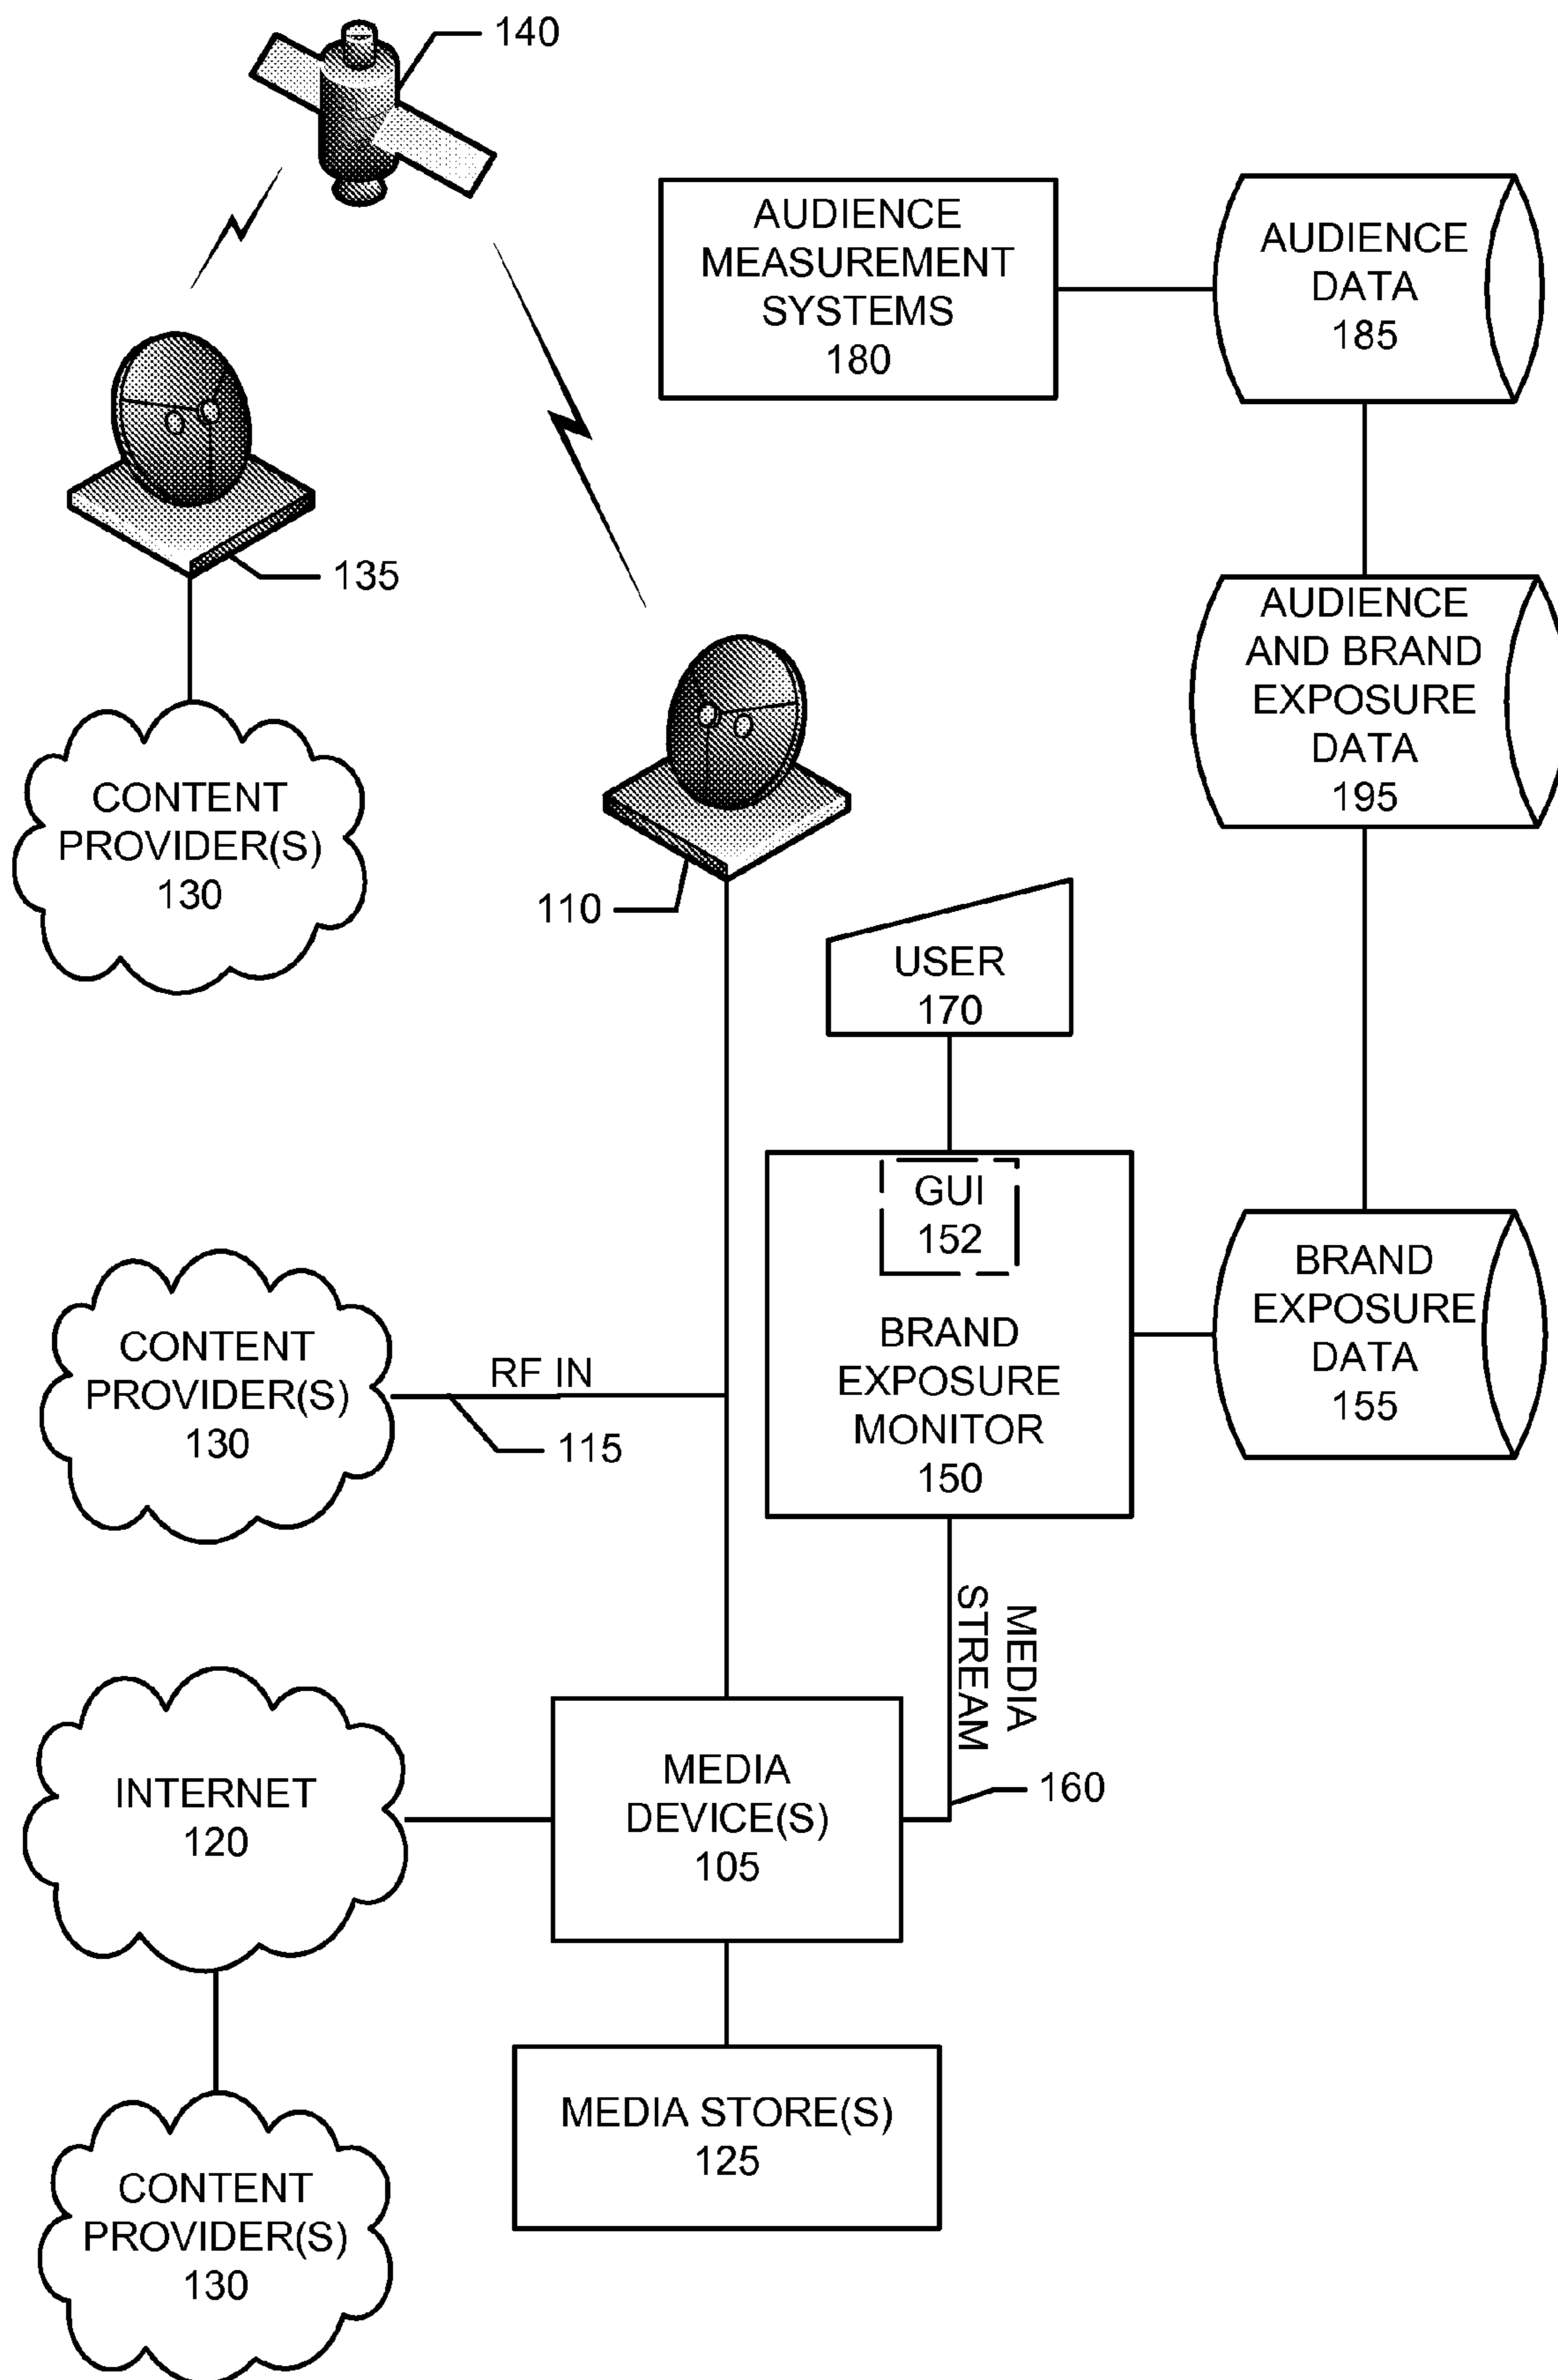 140
AUDIENCE
MEASUREMENT
SYSTEMS
180
AUDIENCE
DATA
185
135
AUDIENCE
AND BRAND
EXPOSURE
DATA
195
CONTENT
PROVIDER(S)
130
110
USER
170
GUI
152
BRAND
EXPOSURE
MONITOR
150
BRAND
EXPOSURE
DATA
155
CONTENT
PROVIDER(S)
130
RF IN
115
MEDIA
STREAM
160
INTERNET
120
MEDIA
DEVICE(S)
105
MEDIA STORE(S)
125
CONTENT
PROVIDER(S)
130